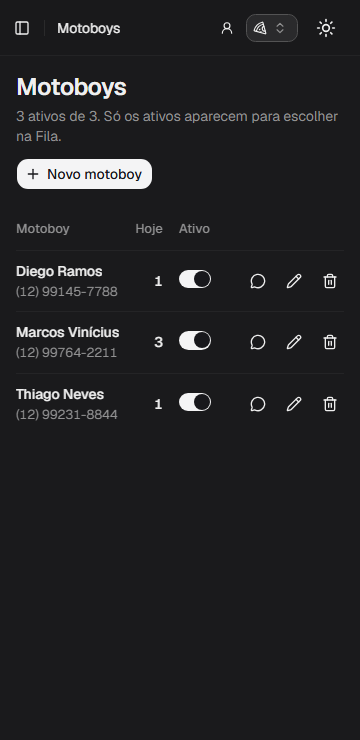 Motoboys
Motoboys
3 ativos de 3. Só os ativos aparecem para escolher
na Fila.
Novo motoboy
Motoboy Hoje Ativo
Diego Ramos
(12) 99145-7788
1
Marcos Vinícius
(12) 99764-2211
3
Thiago Neves
(12) 99231-8844
1